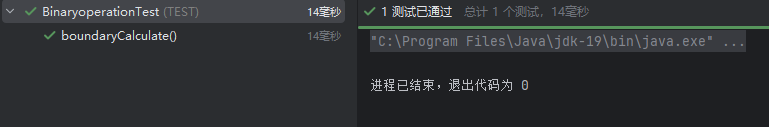 BinaryoperationTest (TEST) 14毫秒
boundaryCalculate() 14毫秒
1 测试已通过 总计 1 个测试，14毫秒
"C:\Program Files\Java\jdk-19\bin\java.exe" ...
进程已结束，退出代码为 0